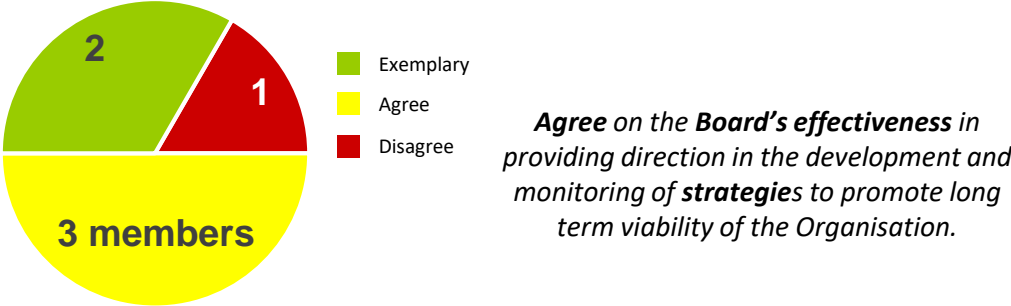 2
1
3 members
Exemplary
Agree
Disagree
Agree on the Board's effectiveness in
providing direction in the development and
monitoring of strategies to promote long
term viability of the Organisation.